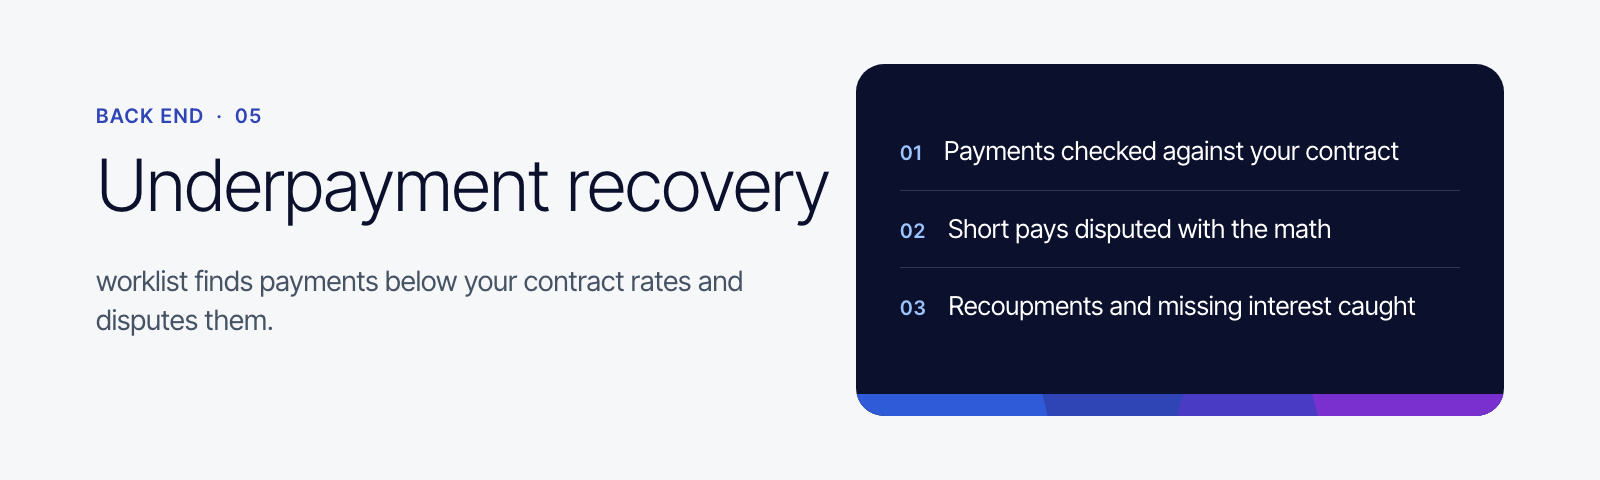 BACK END · 05
Underpayment recovery
worklist finds payments below your contract rates and
disputes them.
01 Payments checked against your contract
02 Short pays disputed with the math
03 Recoupments and missing interest caught